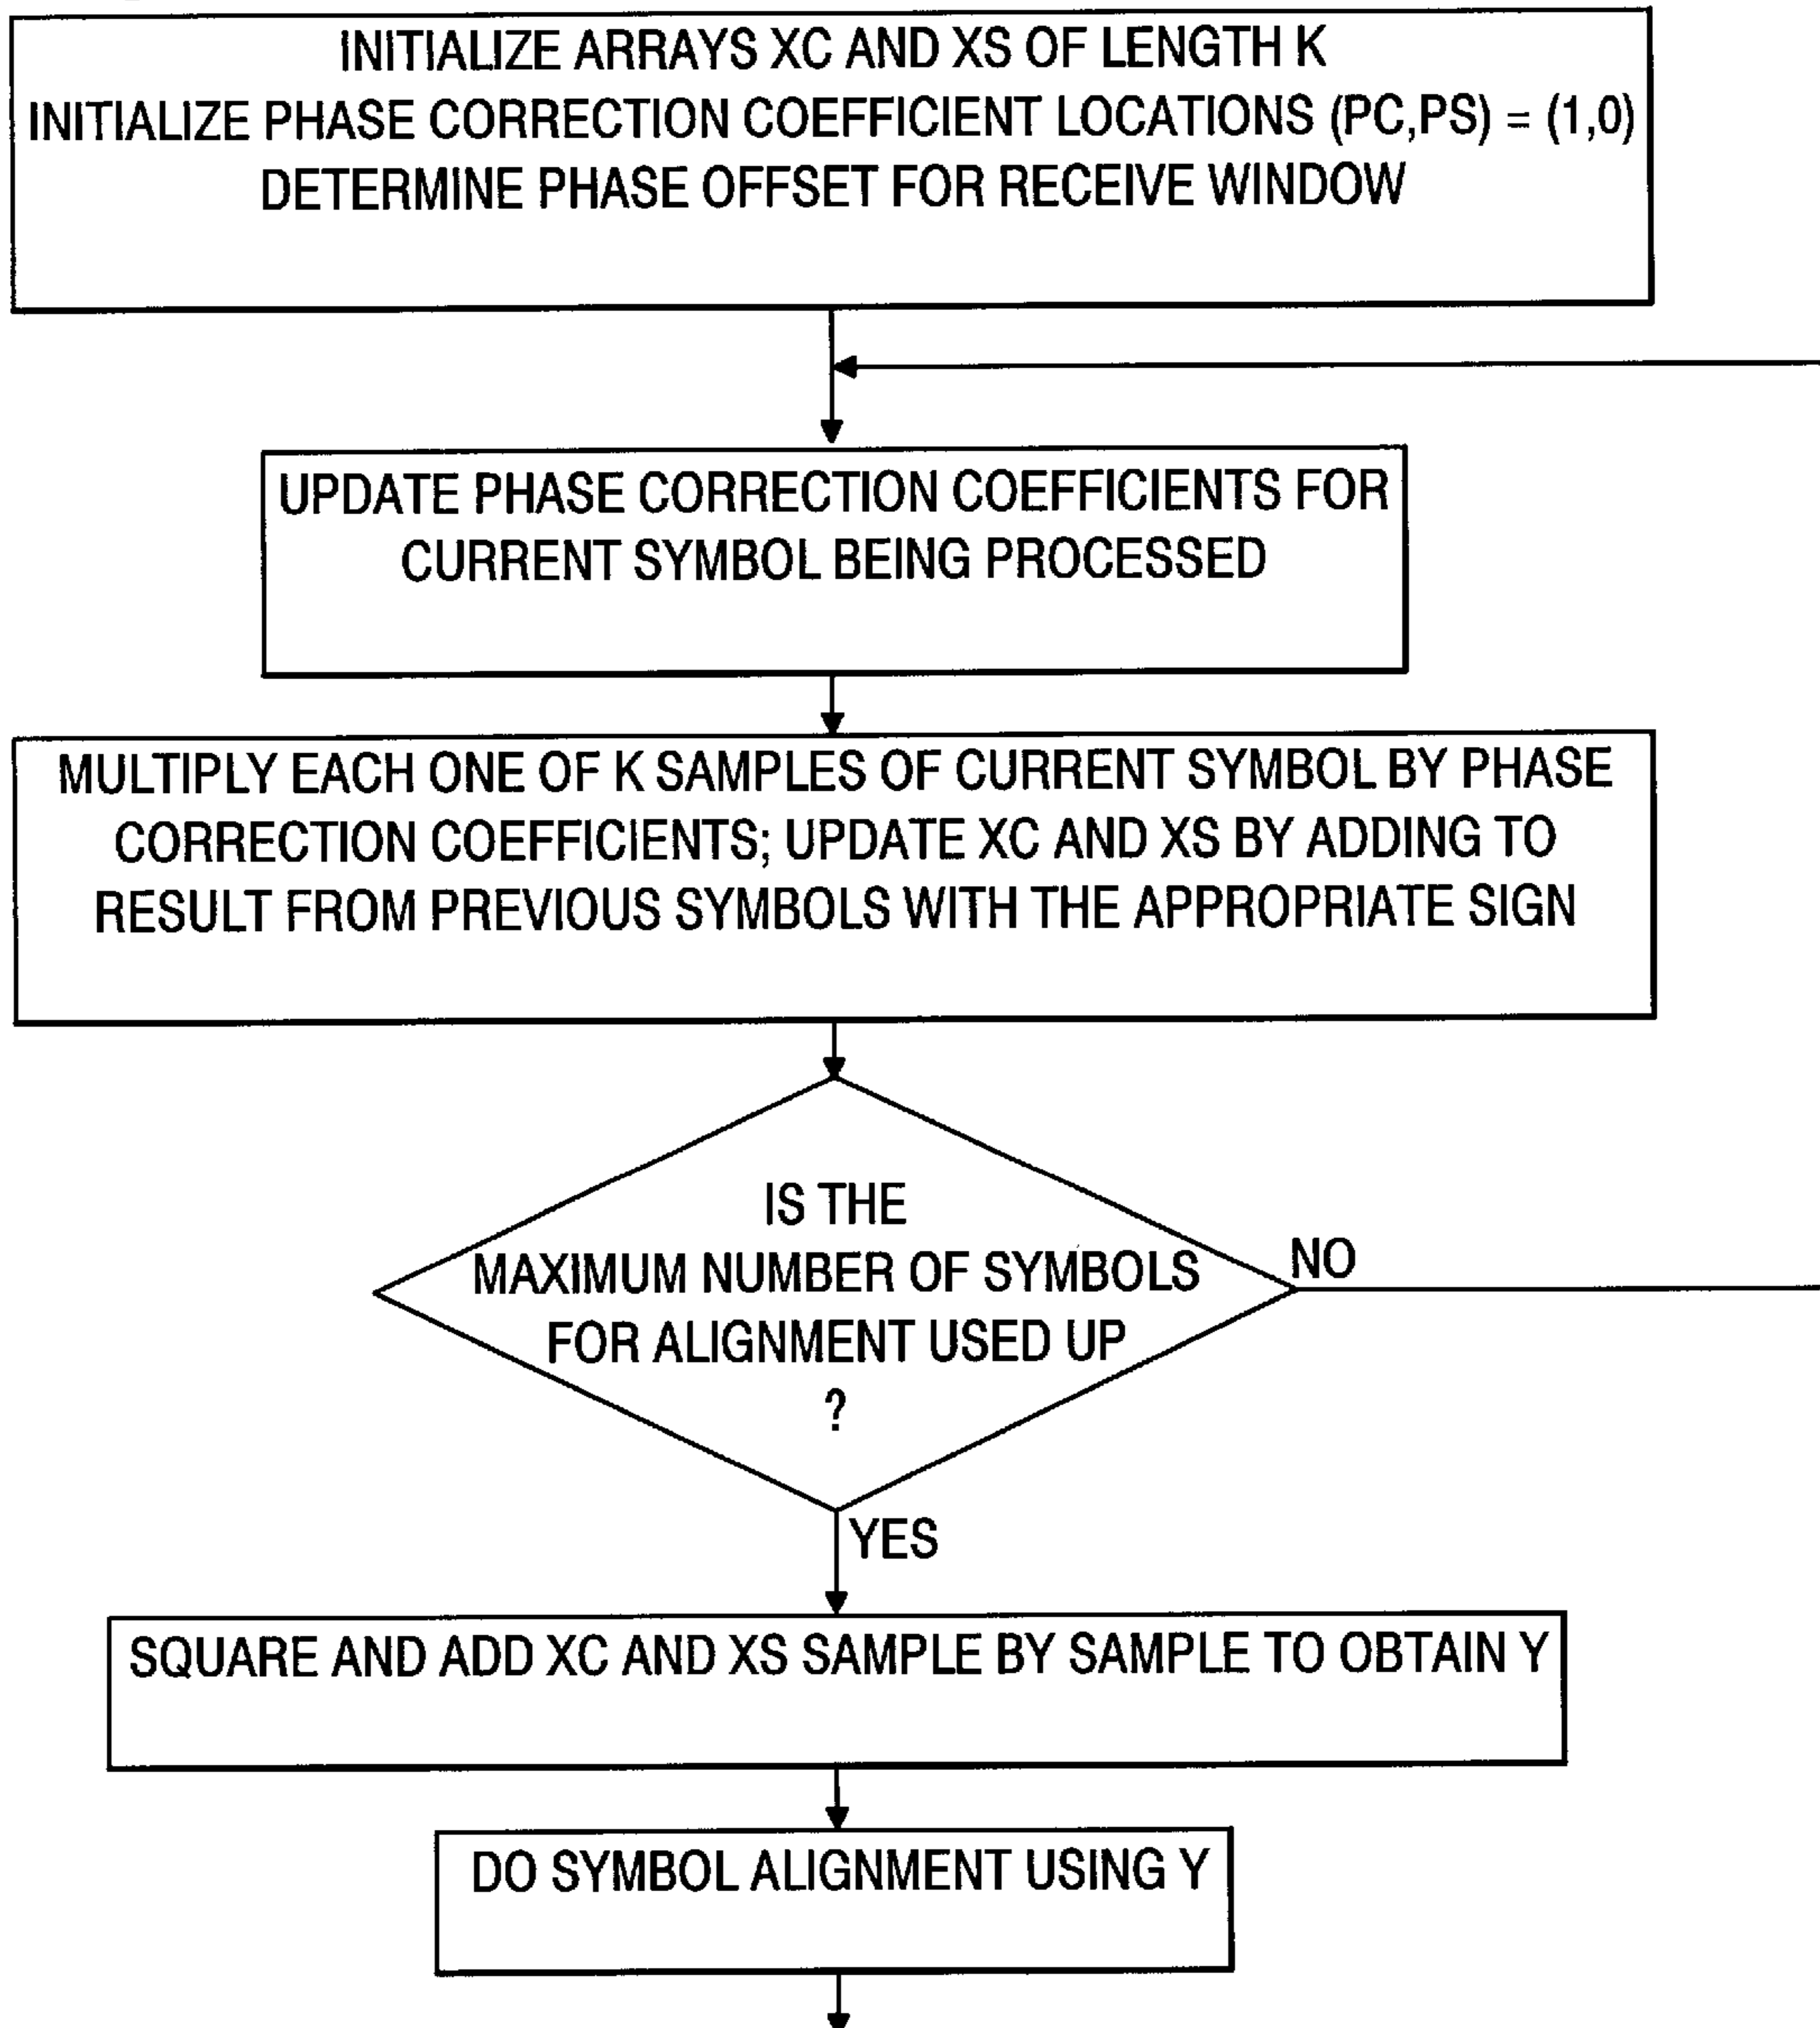 INITIALIZE ARRAYS XC AND XS OF LENGTH K
INITIALIZE PHASE CORRECTION COEFFICIENT LOCATIONS (PC,PS) = (1,0)
DETERMINE PHASE OFFSET FOR RECEIVE WINDOW
UPDATE PHASE CORRECTION COEFFICIENTS FOR
CURRENT SYMBOL BEING PROCESSED
MULTIPLY EACH ONE OF K SAMPLES OF CURRENT SYMBOL BY PHASE
CORRECTION COEFFICIENTS; UPDATE XC AND XS BY ADDING TO
RESULT FROM PREVIOUS SYMBOLS WITH THE APPROPRIATE SIGN
IS THE
MAXIMUM NUMBER OF SYMBOLS
FOR ALIGNMENT USED UP
?
NO
YES
SQUARE AND ADD XC AND XS SAMPLE BY SAMPLE TO OBTAIN Y
DO SYMBOL ALIGNMENT USING Y